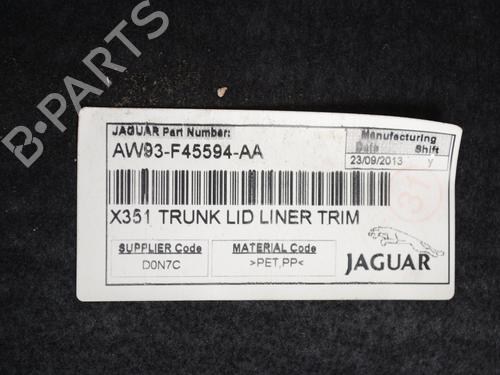 B-PARTS
JAGUAR Part Number:
AW93-F45594-AA
Manufacturing
Date Shift
23/09/2013 y
31
X351 TRUNK LID LINER TRIM
SUPPLIER Code
D0N7C
MATERIAL Code
>PET,PP<
JAGUAR